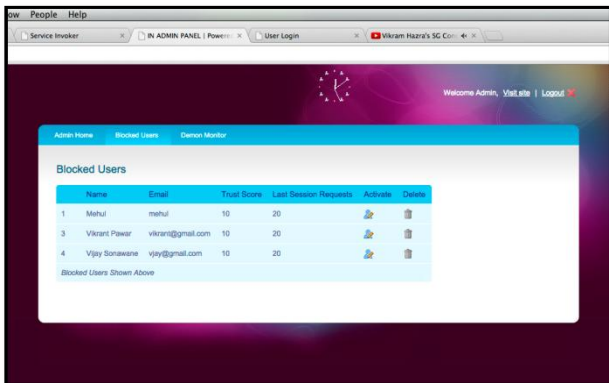 ow People Help
Service Invoker × IN ADMIN PANEL | Powere × User Login × Vikram Hazra's SG Con ×
Welcome Admin, Visit site | Logout
Admin Home Blocked Users Demon Monitor
Blocked Users
Name Email Trust Score Last Session Requests Activate Delete
1 Mehul mehul 10 20
3 Vikrant Pawar vikrant@gmail.com 10 20
4 Vijay Sonawane vjay@gmail.com 10 20
Blocked Users Shown Above